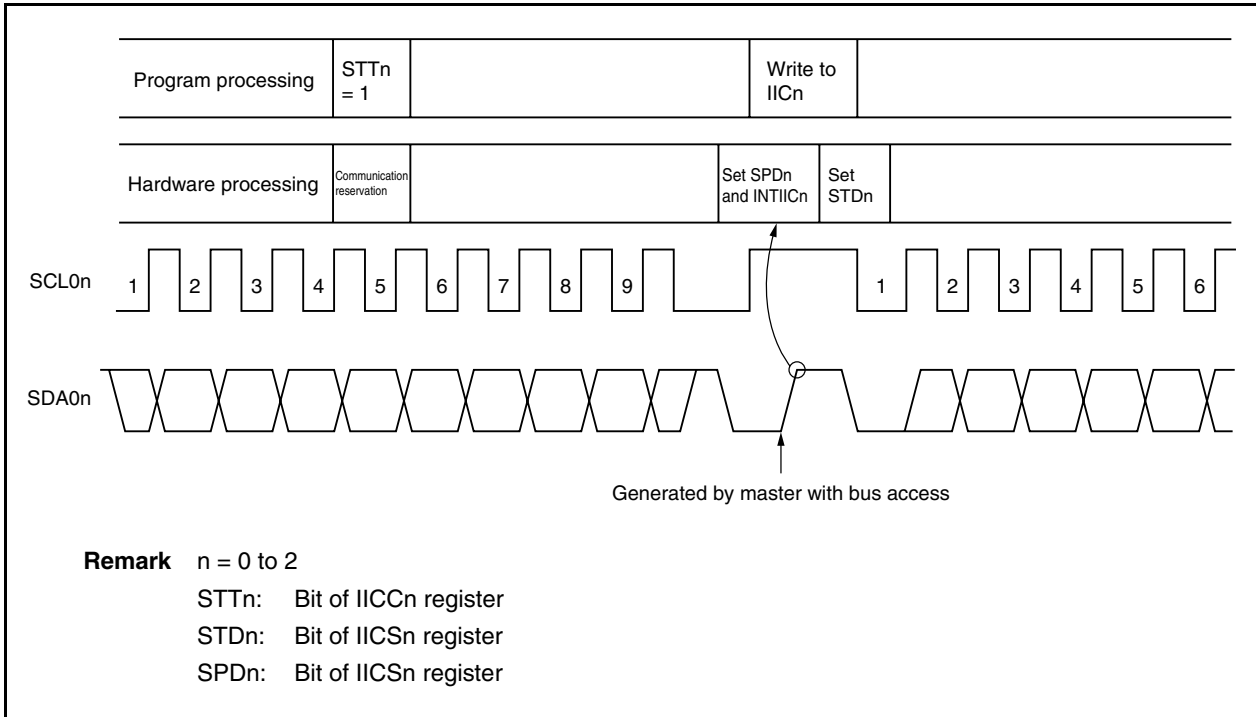 Program processing
STTn
= 1
Write to
IICn
Hardware processing
Communication
reservation
Set SPDn
and INTIICn
Set
STDn
SCL0n
1 2 3 4 5 6 7 8 9 1 2 3 4 5 6
SDA0n
Generated by master with bus access
Remark n = 0 to 2
STTn: Bit of IICCn register
STDn: Bit of IICSn register
SPDn: Bit of IICSn register